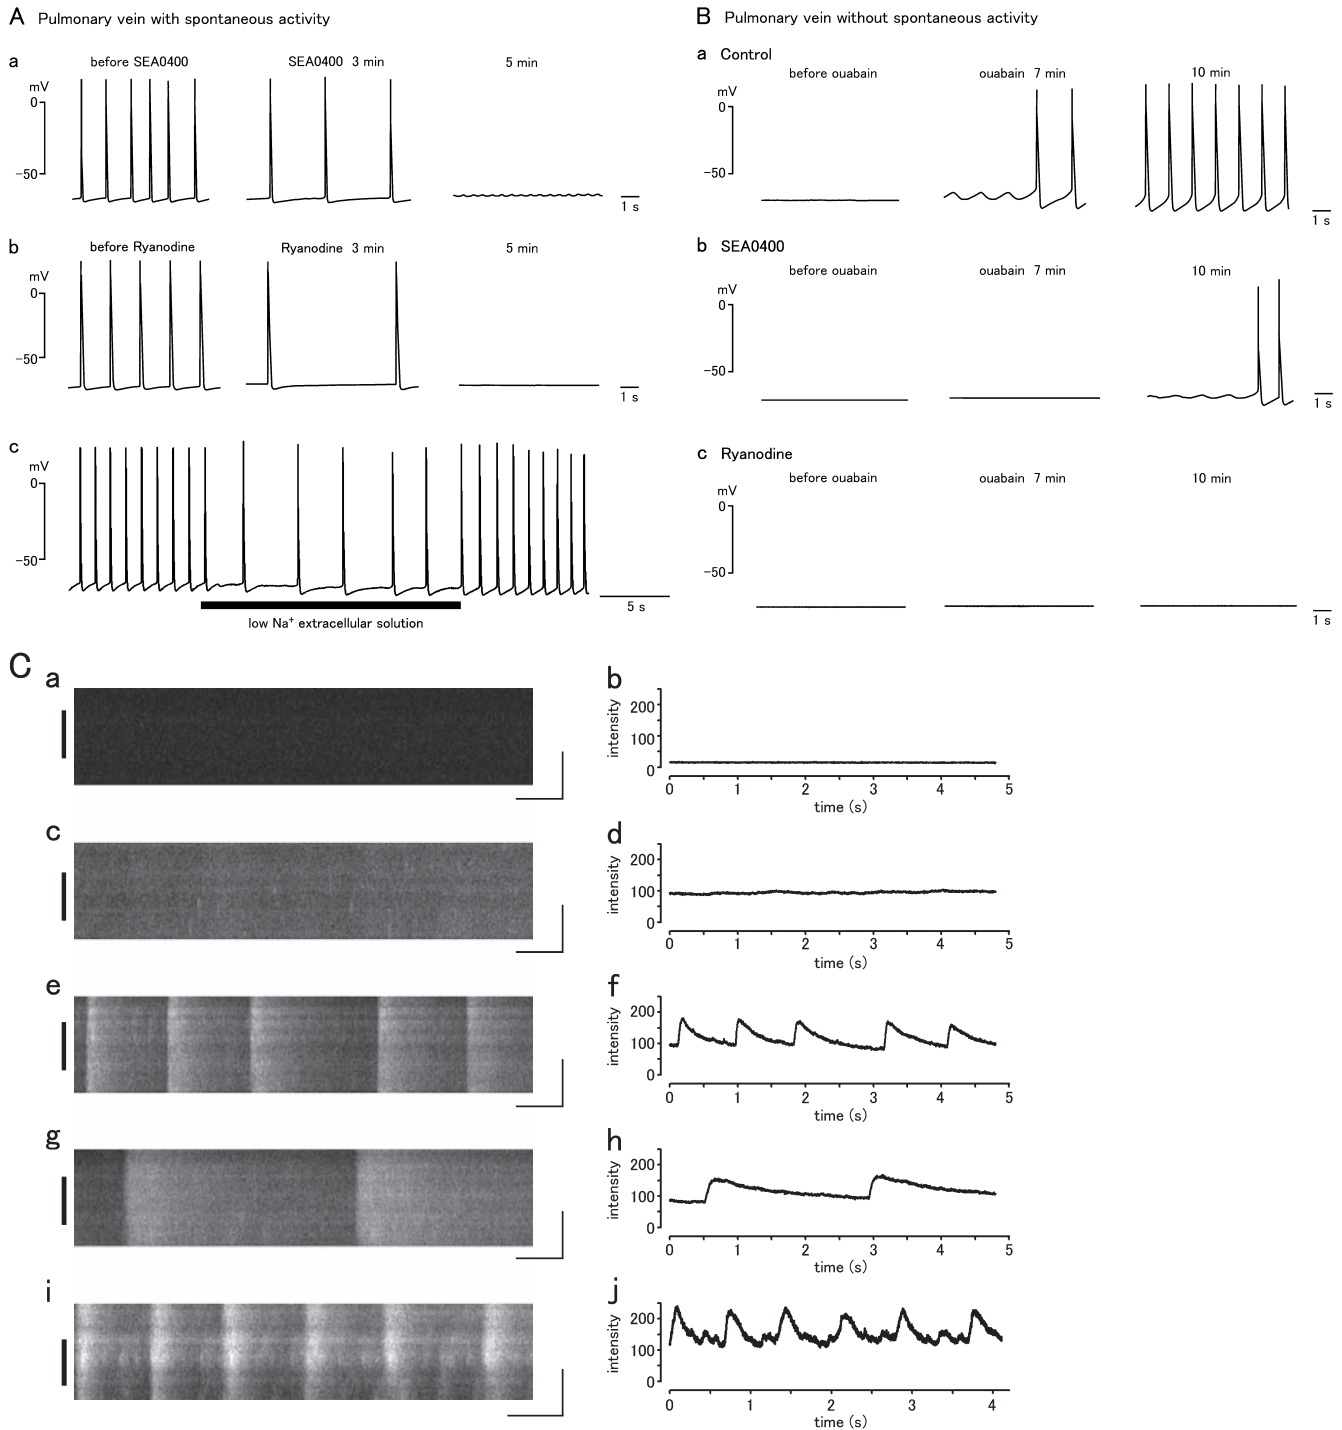 A Pulmonary vein with spontaneous activity
a
before SEA0400
SEA0400 3 min
5 min
mV
0
−50
1 s
b
before Ryanodine
Ryanodine 3 min
5 min
mV
0
−50
1 s
c
mV
0
−50
5 s
low Na⁺ extracellular solution
B Pulmonary vein without spontaneous activity
a Control
before ouabain
ouabain 7 min
10 min
mV
0
−50
1 s
b SEA0400
before ouabain
ouabain 7 min
10 min
mV
0
−50
1 s
c Ryanodine
before ouabain
ouabain 7 min
10 min
mV
0
−50
1 s
C
a
b
intensity
200
100
0
0 1 2 3 4 5
time (s)
c
d
intensity
200
100
0
0 1 2 3 4 5
time (s)
e
f
intensity
200
100
0
0 1 2 3 4 5
time (s)
g
h
intensity
200
100
0
0 1 2 3 4 5
time (s)
i
j
intensity
200
100
0
0 1 2 3 4
time (s)